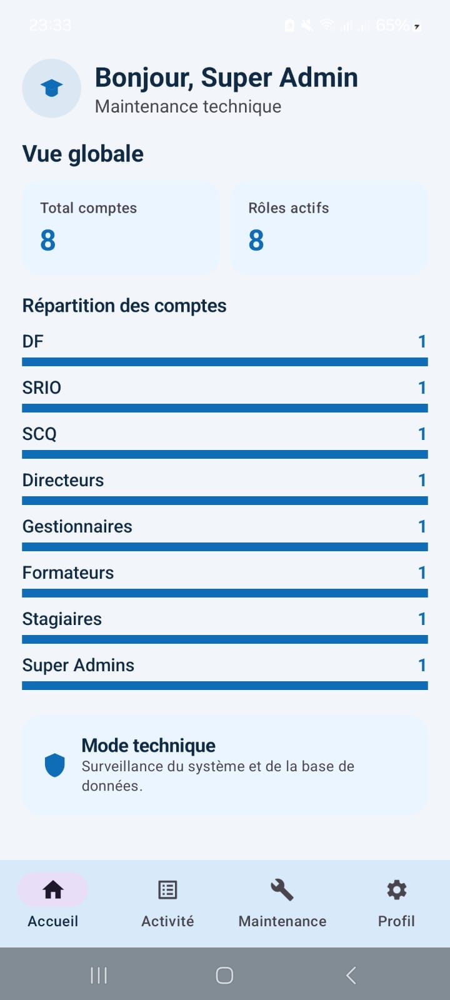 23:33
65%
Bonjour, Super Admin
Maintenance technique
Vue globale
Total comptes
8
Rôles actifs
8
Répartition des comptes
DF 1
SRIO 1
SCQ 1
Directeurs 1
Gestionnaires 1
Formateurs 1
Stagiaires 1
Super Admins 1
Mode technique
Surveillance du système et de la base de
données.
Accueil
Activité
Maintenance
Profil